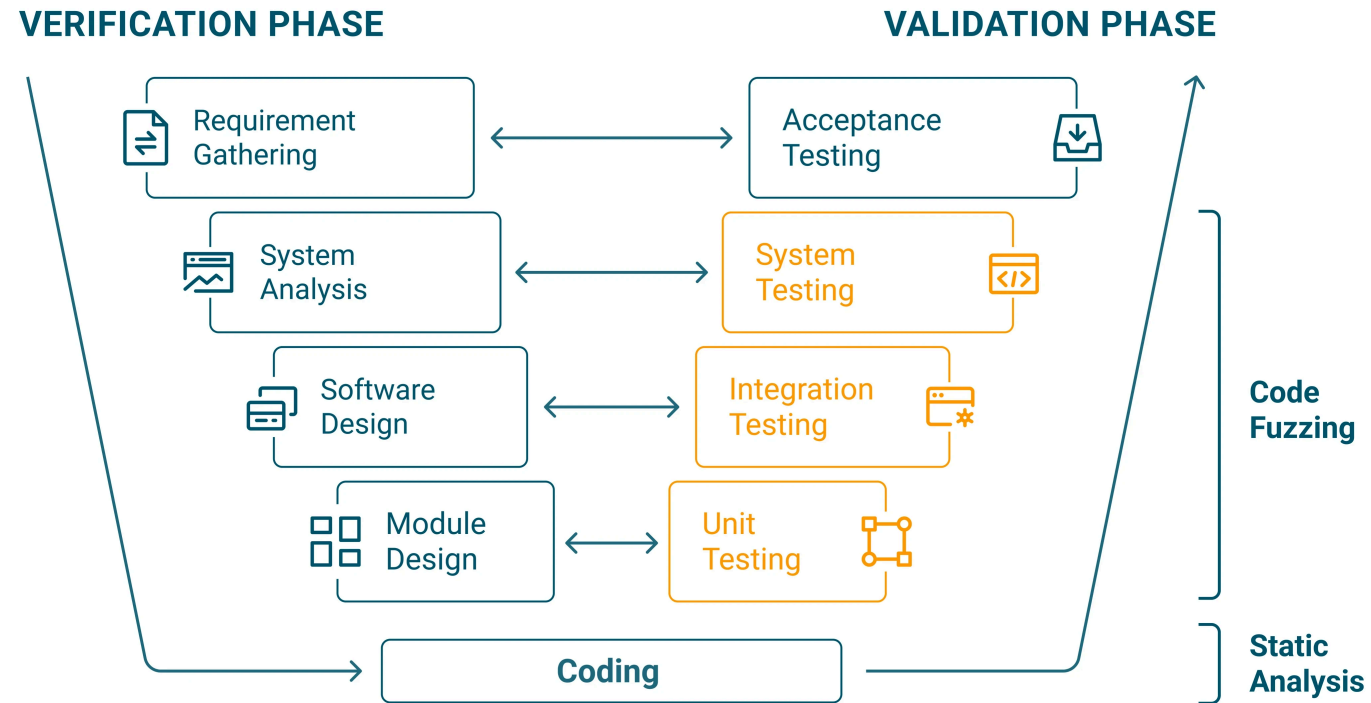 VERIFICATION PHASE
VALIDATION PHASE
Requirement
Gathering
Acceptance
Testing
System
Analysis
System
Testing
Software
Design
Integration
Testing
Code
Fuzzing
Module
Design
Unit
Testing
Coding
Static
Analysis